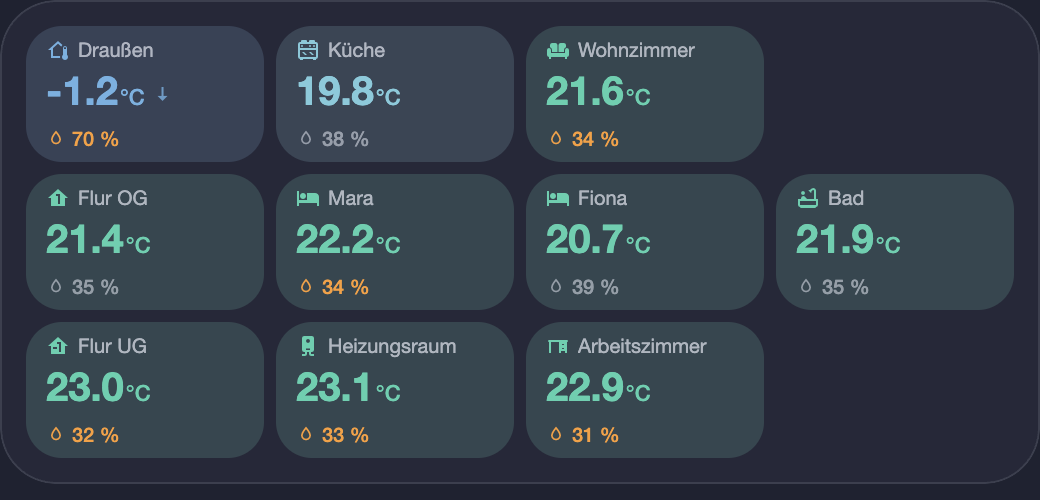 Draußen
-1.2°C ↓
70 %
Küche
19.8°C
38 %
Wohnzimmer
21.6°C
34 %
Flur OG
21.4°C
35 %
Mara
22.2°C
34 %
Fiona
20.7°C
39 %
Bad
21.9°C
35 %
Flur UG
23.0°C
32 %
Heizungsraum
23.1°C
33 %
Arbeitszimmer
22.9°C
31 %